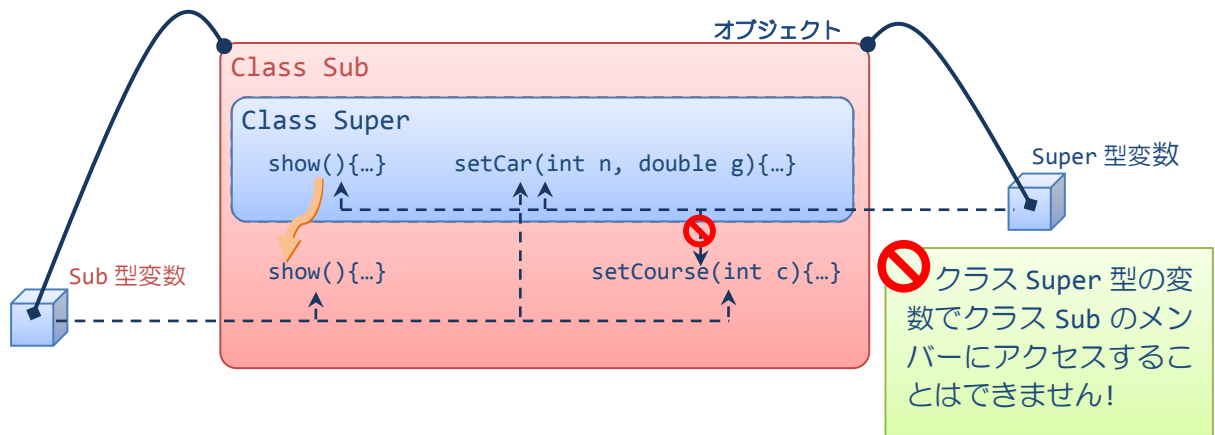 オブジェクト
Class Sub
Class Super
show(){…}
setCar(int n, double g){…}
Super 型変数
show(){…}
setCourse(int c){…}
Sub 型変数
クラス Super 型の変
数でクラス Sub のメン
バーにアクセスするこ
とはできません!